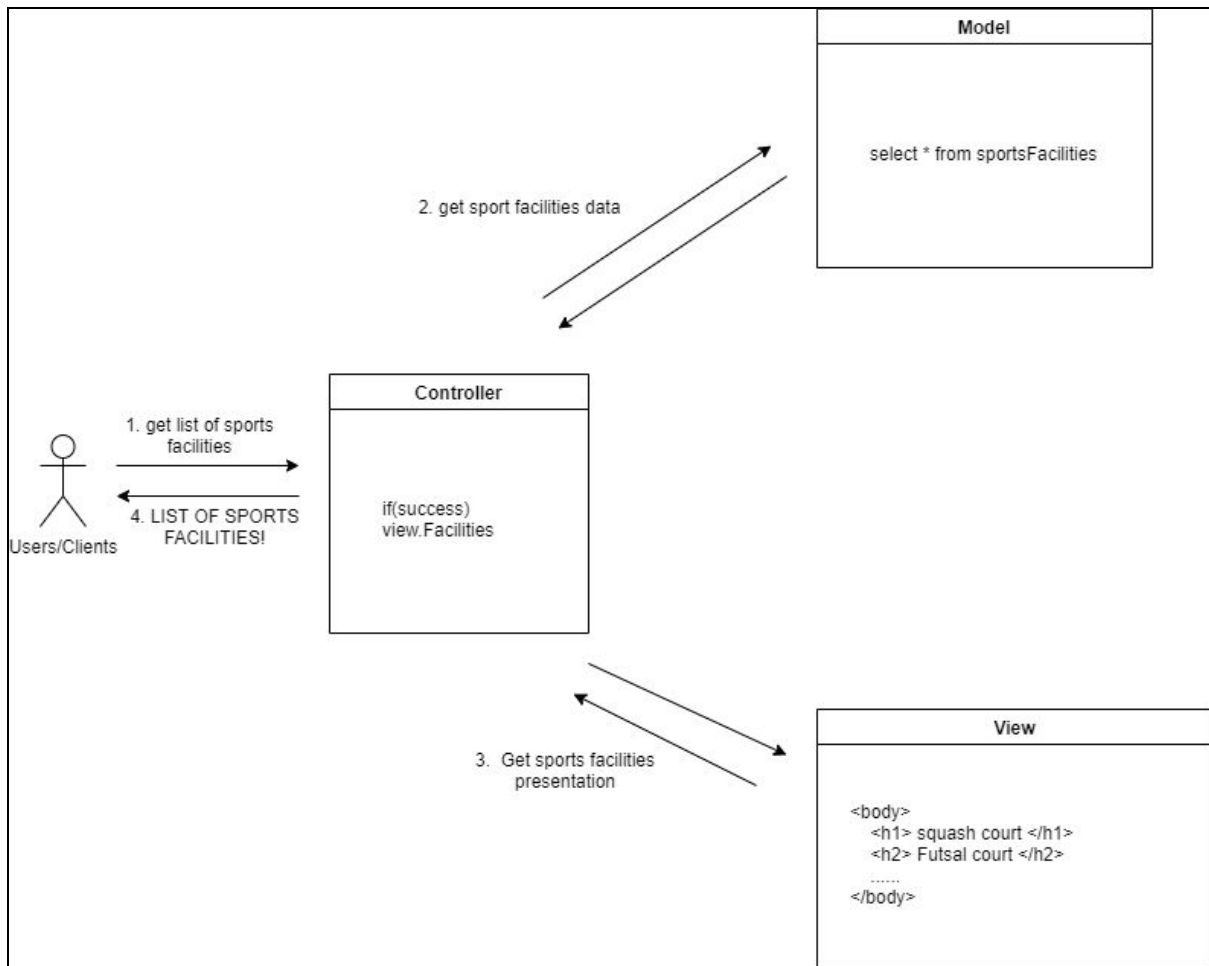 Model
select * from sportsFacilities
2. get sport facilities data
Controller
if(success)
view.Facilities
1. get list of sports
facilities
4. LIST OF SPORTS
FACILITIES!
Users/Clients
3. Get sports facilities
presentation
View
<body>
<h1> squash court </h1>
<h2> Futsal court </h2>
......
</body>